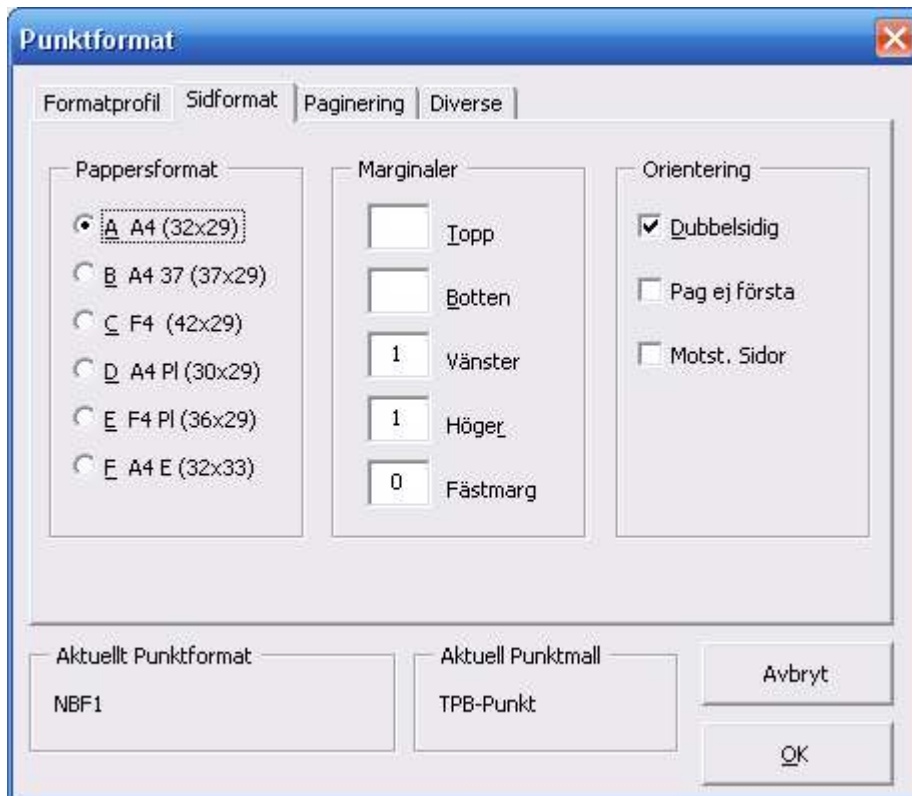 Punktformat
Formatprofil Sidformat Paginering Diverse
Pappersformat
A A4 (32x29)
B A4 37 (37x29)
C F4 (42x29)
D A4 Pl (30x29)
E F4 Pl (36x29)
F A4 E (32x33)
Marginaler
Topp
Botten
1 Vänster
1 Höger
0 Fästmarg
Orientering
Dubbelsidig
Pag ej första
Motst. Sidor
Aktuellt Punktformat
NBF1
Aktuell Punktmall
TPB-Punkt
Avbryt
OK